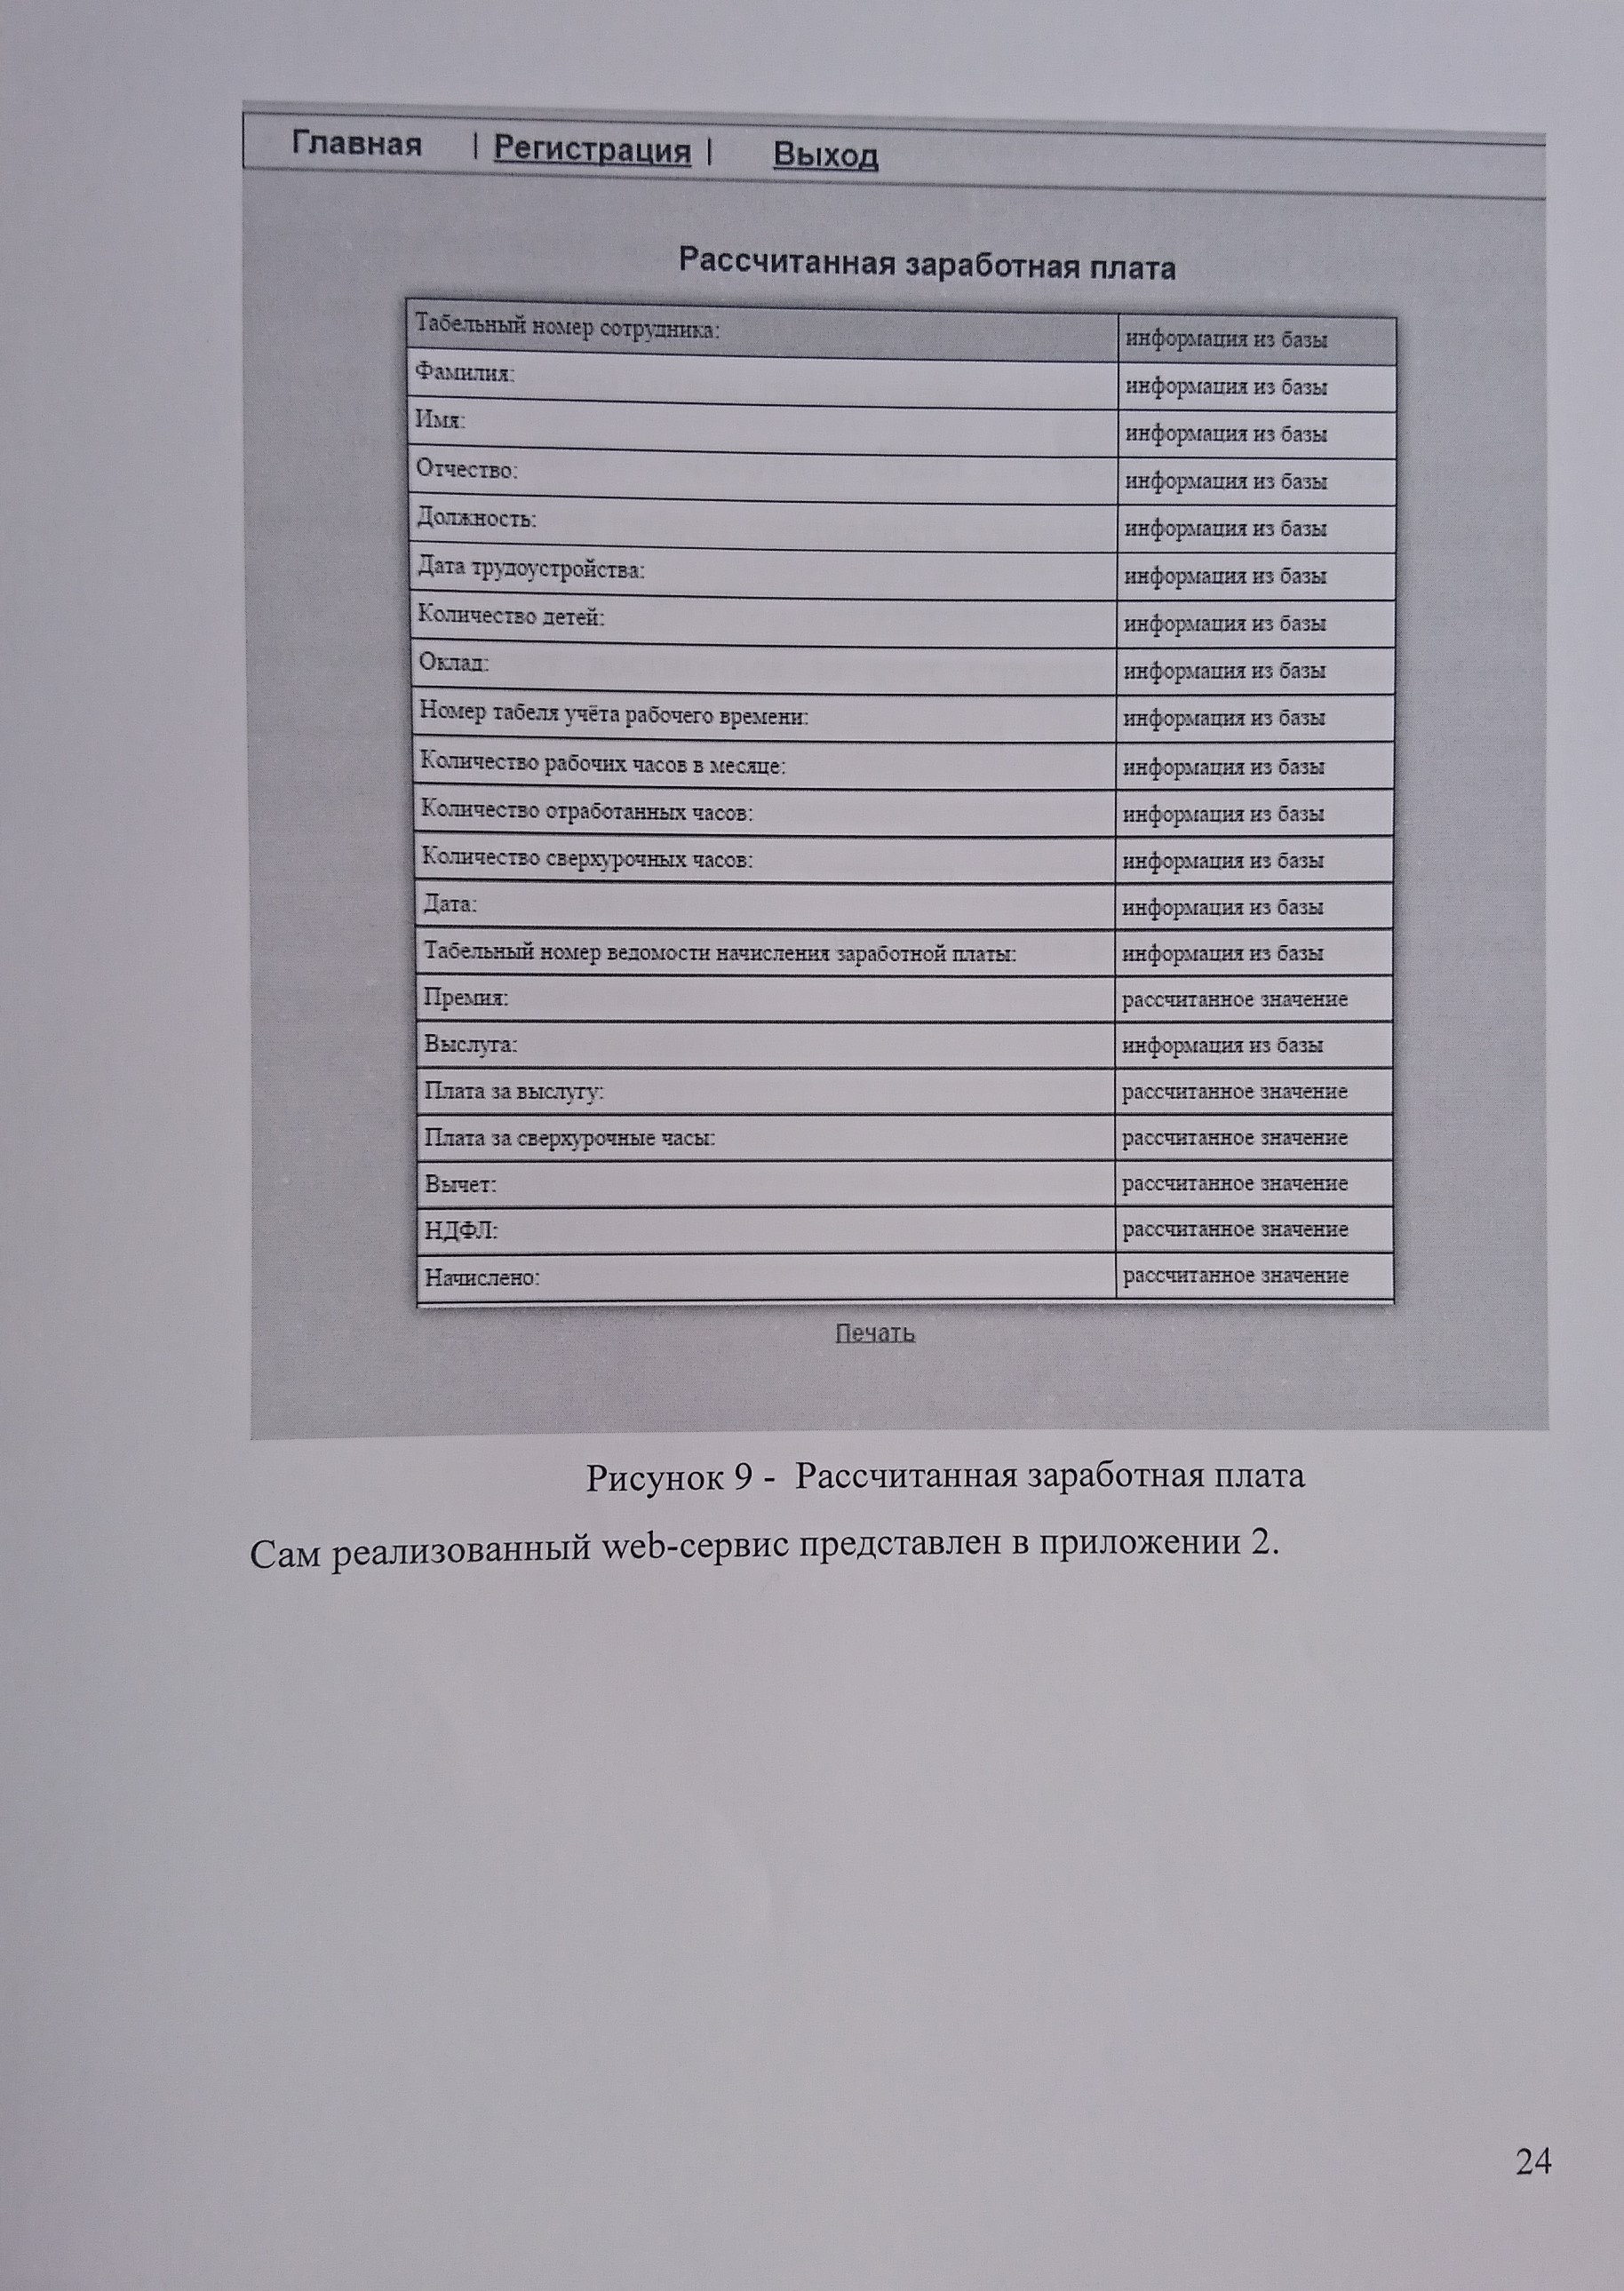 Главная | Регистрация | Выход
Рассчитанная заработная плата
Табельный номер сотрудника: информация из базы
Фамилия: информация из базы
Имя: информация из базы
Отчество: информация из базы
Должность: информация из базы
Дата трудоустройства: информация из базы
Количество детей: информация из базы
Оклад: информация из базы
Номер табеля учёта рабочего времени: информация из базы
Количество рабочих часов в месяце: информация из базы
Количество отработанных часов: информация из базы
Количество сверхурочных часов: информация из базы
Дата: информация из базы
Табельный номер ведомости начисления заработной платы: информация из базы
Премия: рассчитанное значение
Выслуга: информация из базы
Плата за выслугу: рассчитанное значение
Плата за сверхурочные часы: рассчитанное значение
Вычет: рассчитанное значение
НДФЛ: рассчитанное значение
Начислено: рассчитанное значение
Печать
Рисунок 9 - Рассчитанная заработная плата
Сам реализованный web-сервис представлен в приложении 2.
24